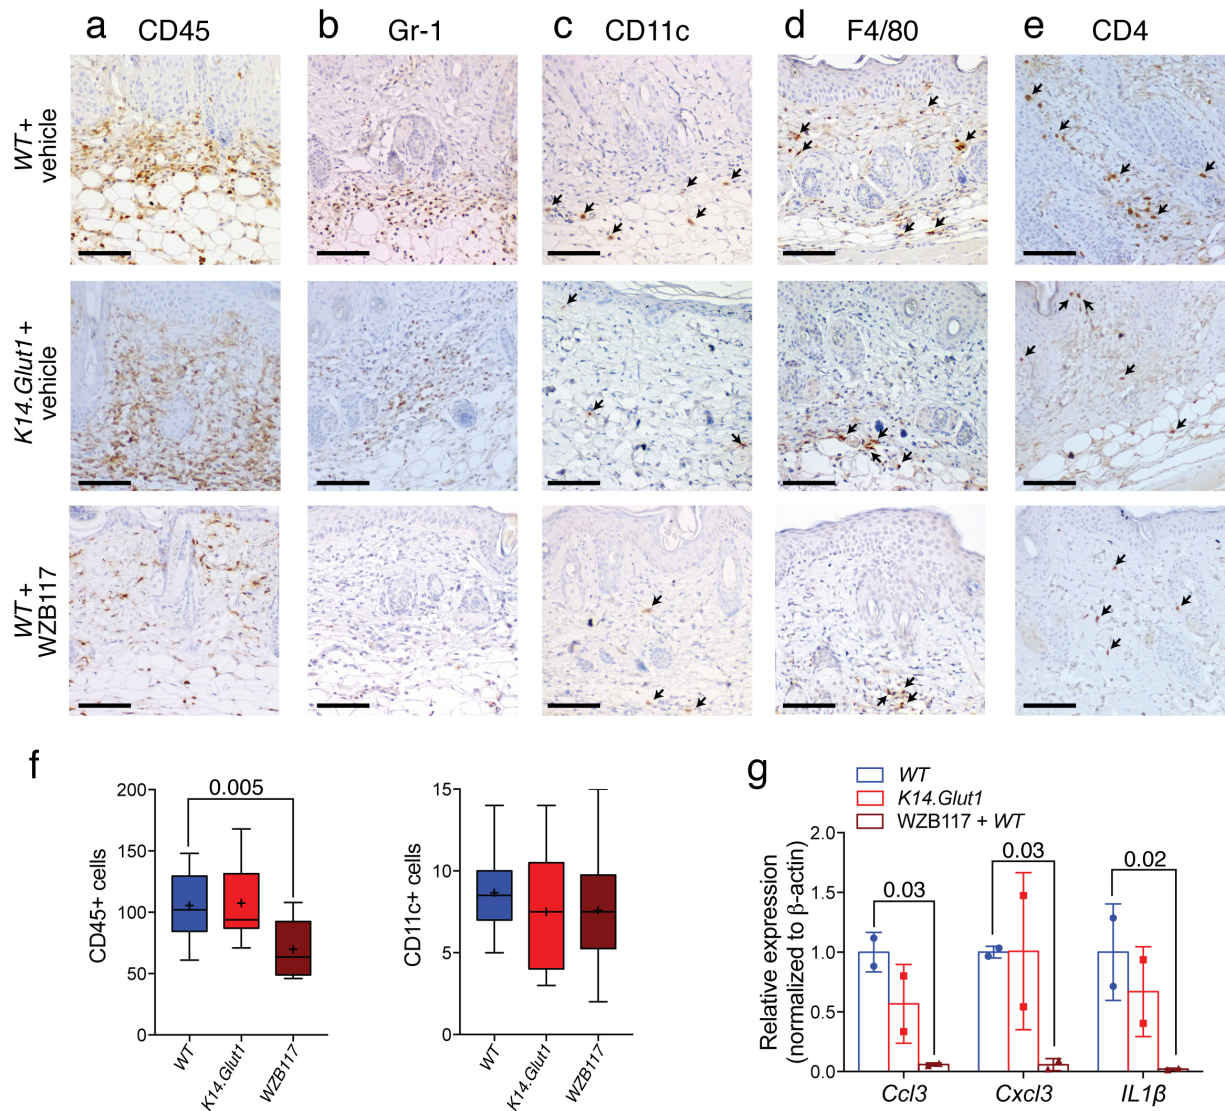 a b c d e
CD45 Gr-1 CD11c F4/80 CD4
WT +
vehicle
K14.Glut1 +
vehicle
WT +
WZB117
f
CD45+ cells
200
150
100
50
0
0.005
WT
K14.Glut1
WZB117
CD11c+ cells
15
10
5
0
WT
K14.Glut1
WZB117
g
WT
K14.Glut1
WZB117 + WT
Relative expression
(normalized to β-actin)
2.0
1.5
1.0
0.5
0.0
0.03
0.03
0.02
Ccl3
Cxcl3
IL1β